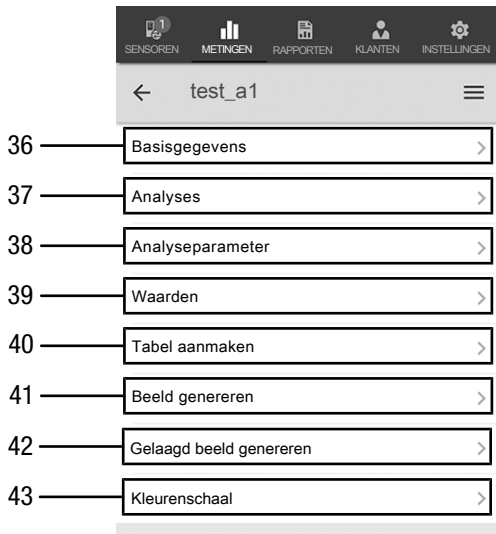 1
SENSOREN METINGEN RAPPORTEN KLANTEN INSTELLINGEN
test_a1
36 Basisgegevens
37 Analyses
38 Analyseparameter
39 Waarden
40 Tabel aanmaken
41 Beeld genereren
42 Gelaagd beeld genereren
43 Kleurenschaal